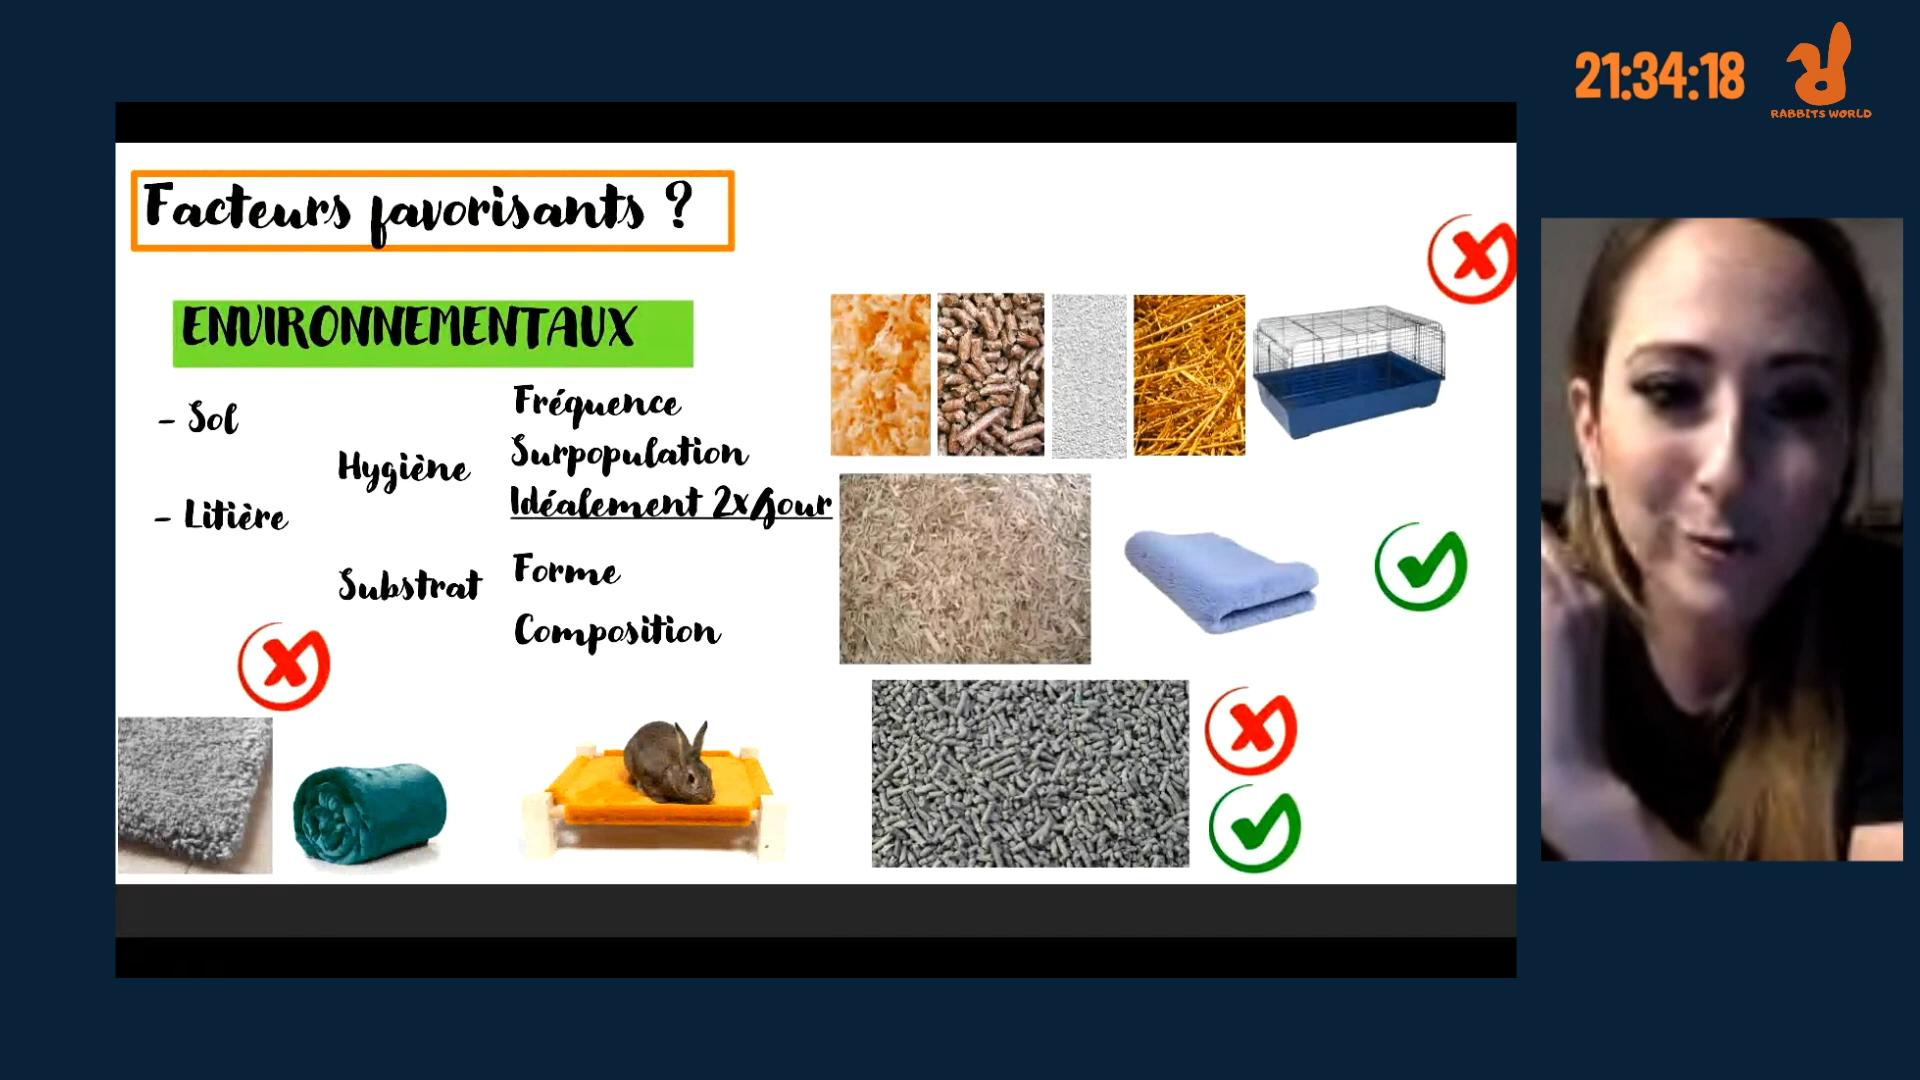 21:34:18
RABBITS WORLD
Facteurs favorisants ?
ENVIRONNEMENTAUX
- Sol
- Litière
Hygiène
Fréquence
Surpopulation
Idéalement 2x/jour
Substrat
Forme
Composition